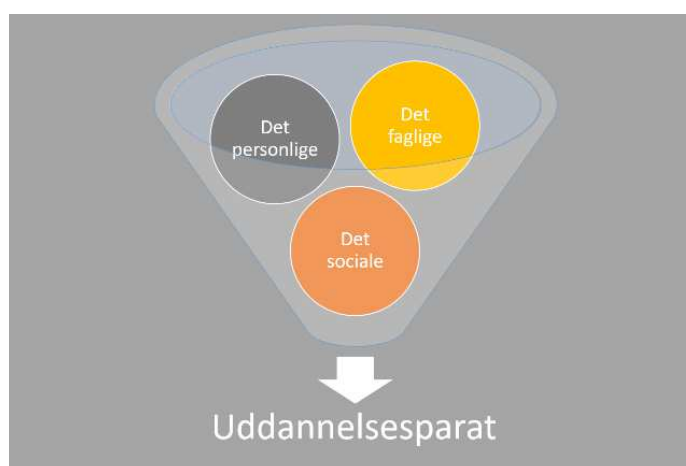 Det
personlige
Det
faglige
Det
sociale
Uddannelsesparat